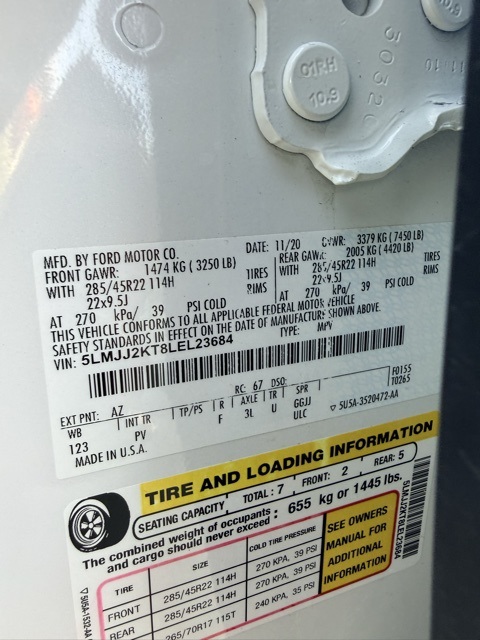 01RH
10.9
10.9
MFD. BY FORD MOTOR CO.
DATE: 11/20 GVWR: 3379 KG (7450 LB)
FRONT GAWR: 1474 KG (3250 LB) REAR GAWR: 2005 KG (4420 LB)
WITH 285/45R22 114H TIRES WITH 285/45R22 114H TIRES
22x9.5J RIMS 22x9.5J RIMS
AT 270 kPa/ 39 PSI COLD AT 270 kPa/ 39 PSI COLD
THIS VEHICLE CONFORMS TO ALL APPLICABLE FEDERAL MOTOR VEHICLE
SAFETY STANDARDS IN EFFECT ON THE DATE OF MANUFACTURE SHOWN
VIN: 5LMJJ2KT8LEL23684 TYPE: MPV
F0155
T0265
EXT PNT: AZ RC: 67 DSO:
WB INT TR TP/PS R AXLE TR SPR
123 PV F 3L U GGJJ
ULC
MADE IN U.S.A. ▽ 5U5A-3520472-AA
TIRE AND LOADING INFORMATION
SEATING CAPACITY TOTAL: 7 FRONT: 2 REAR: 5
The combined weight of occupants
and cargo should never exceed: 655 kg or 1445 lbs.
TIRE SIZE COLD TIRE PRESSURE
FRONT 285/45R22 114H 270 KPA, 39 PSI
REAR 285/45R22 114H 270 KPA, 39 PSI
265/70R17 115T 240 KPA, 35 PSI
SEE OWNERS
MANUAL FOR
ADDITIONAL
INFORMATION
5LMJJ2KT8LEL23684